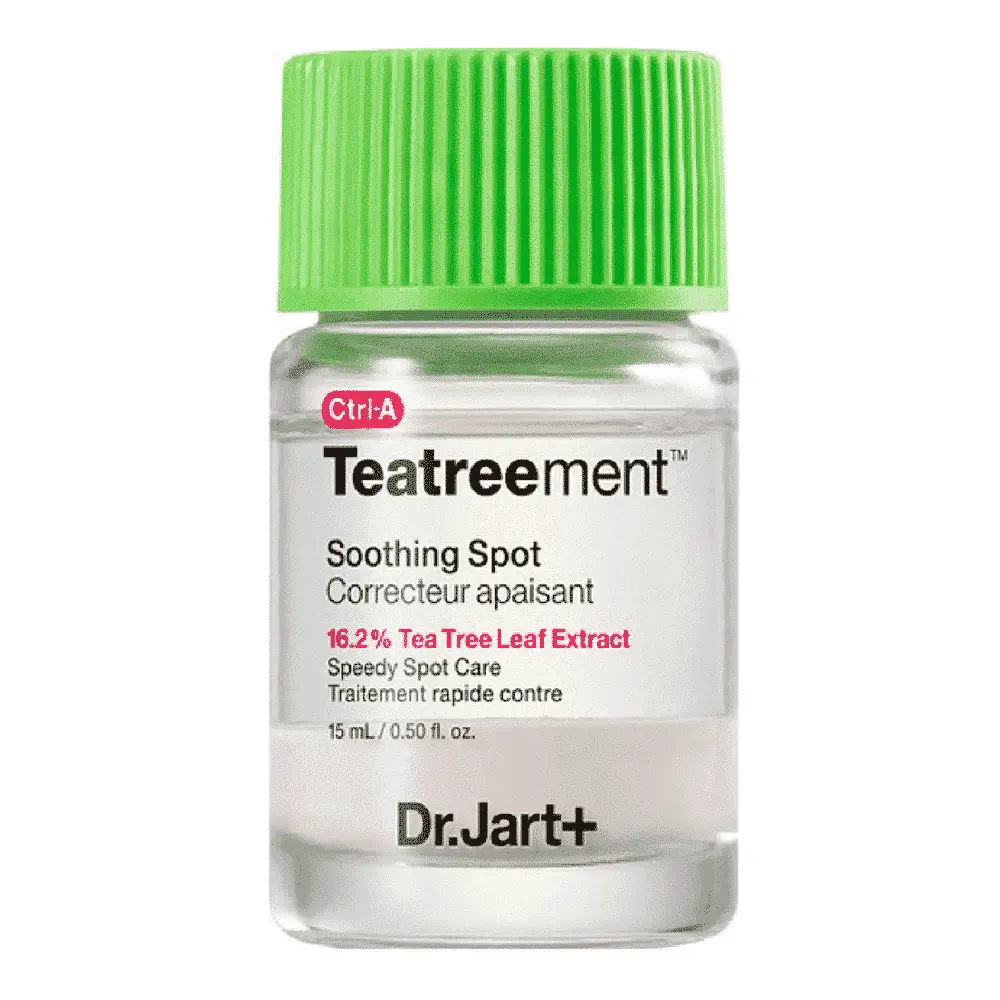 Ctrl-A
Teatreement™
Soothing Spot
Correcteur apaisant
16.2% Tea Tree Leaf Extract
Speedy Spot Care
Traitement rapide contre
15 mL / 0.50 fl. oz.
Dr.Jart+